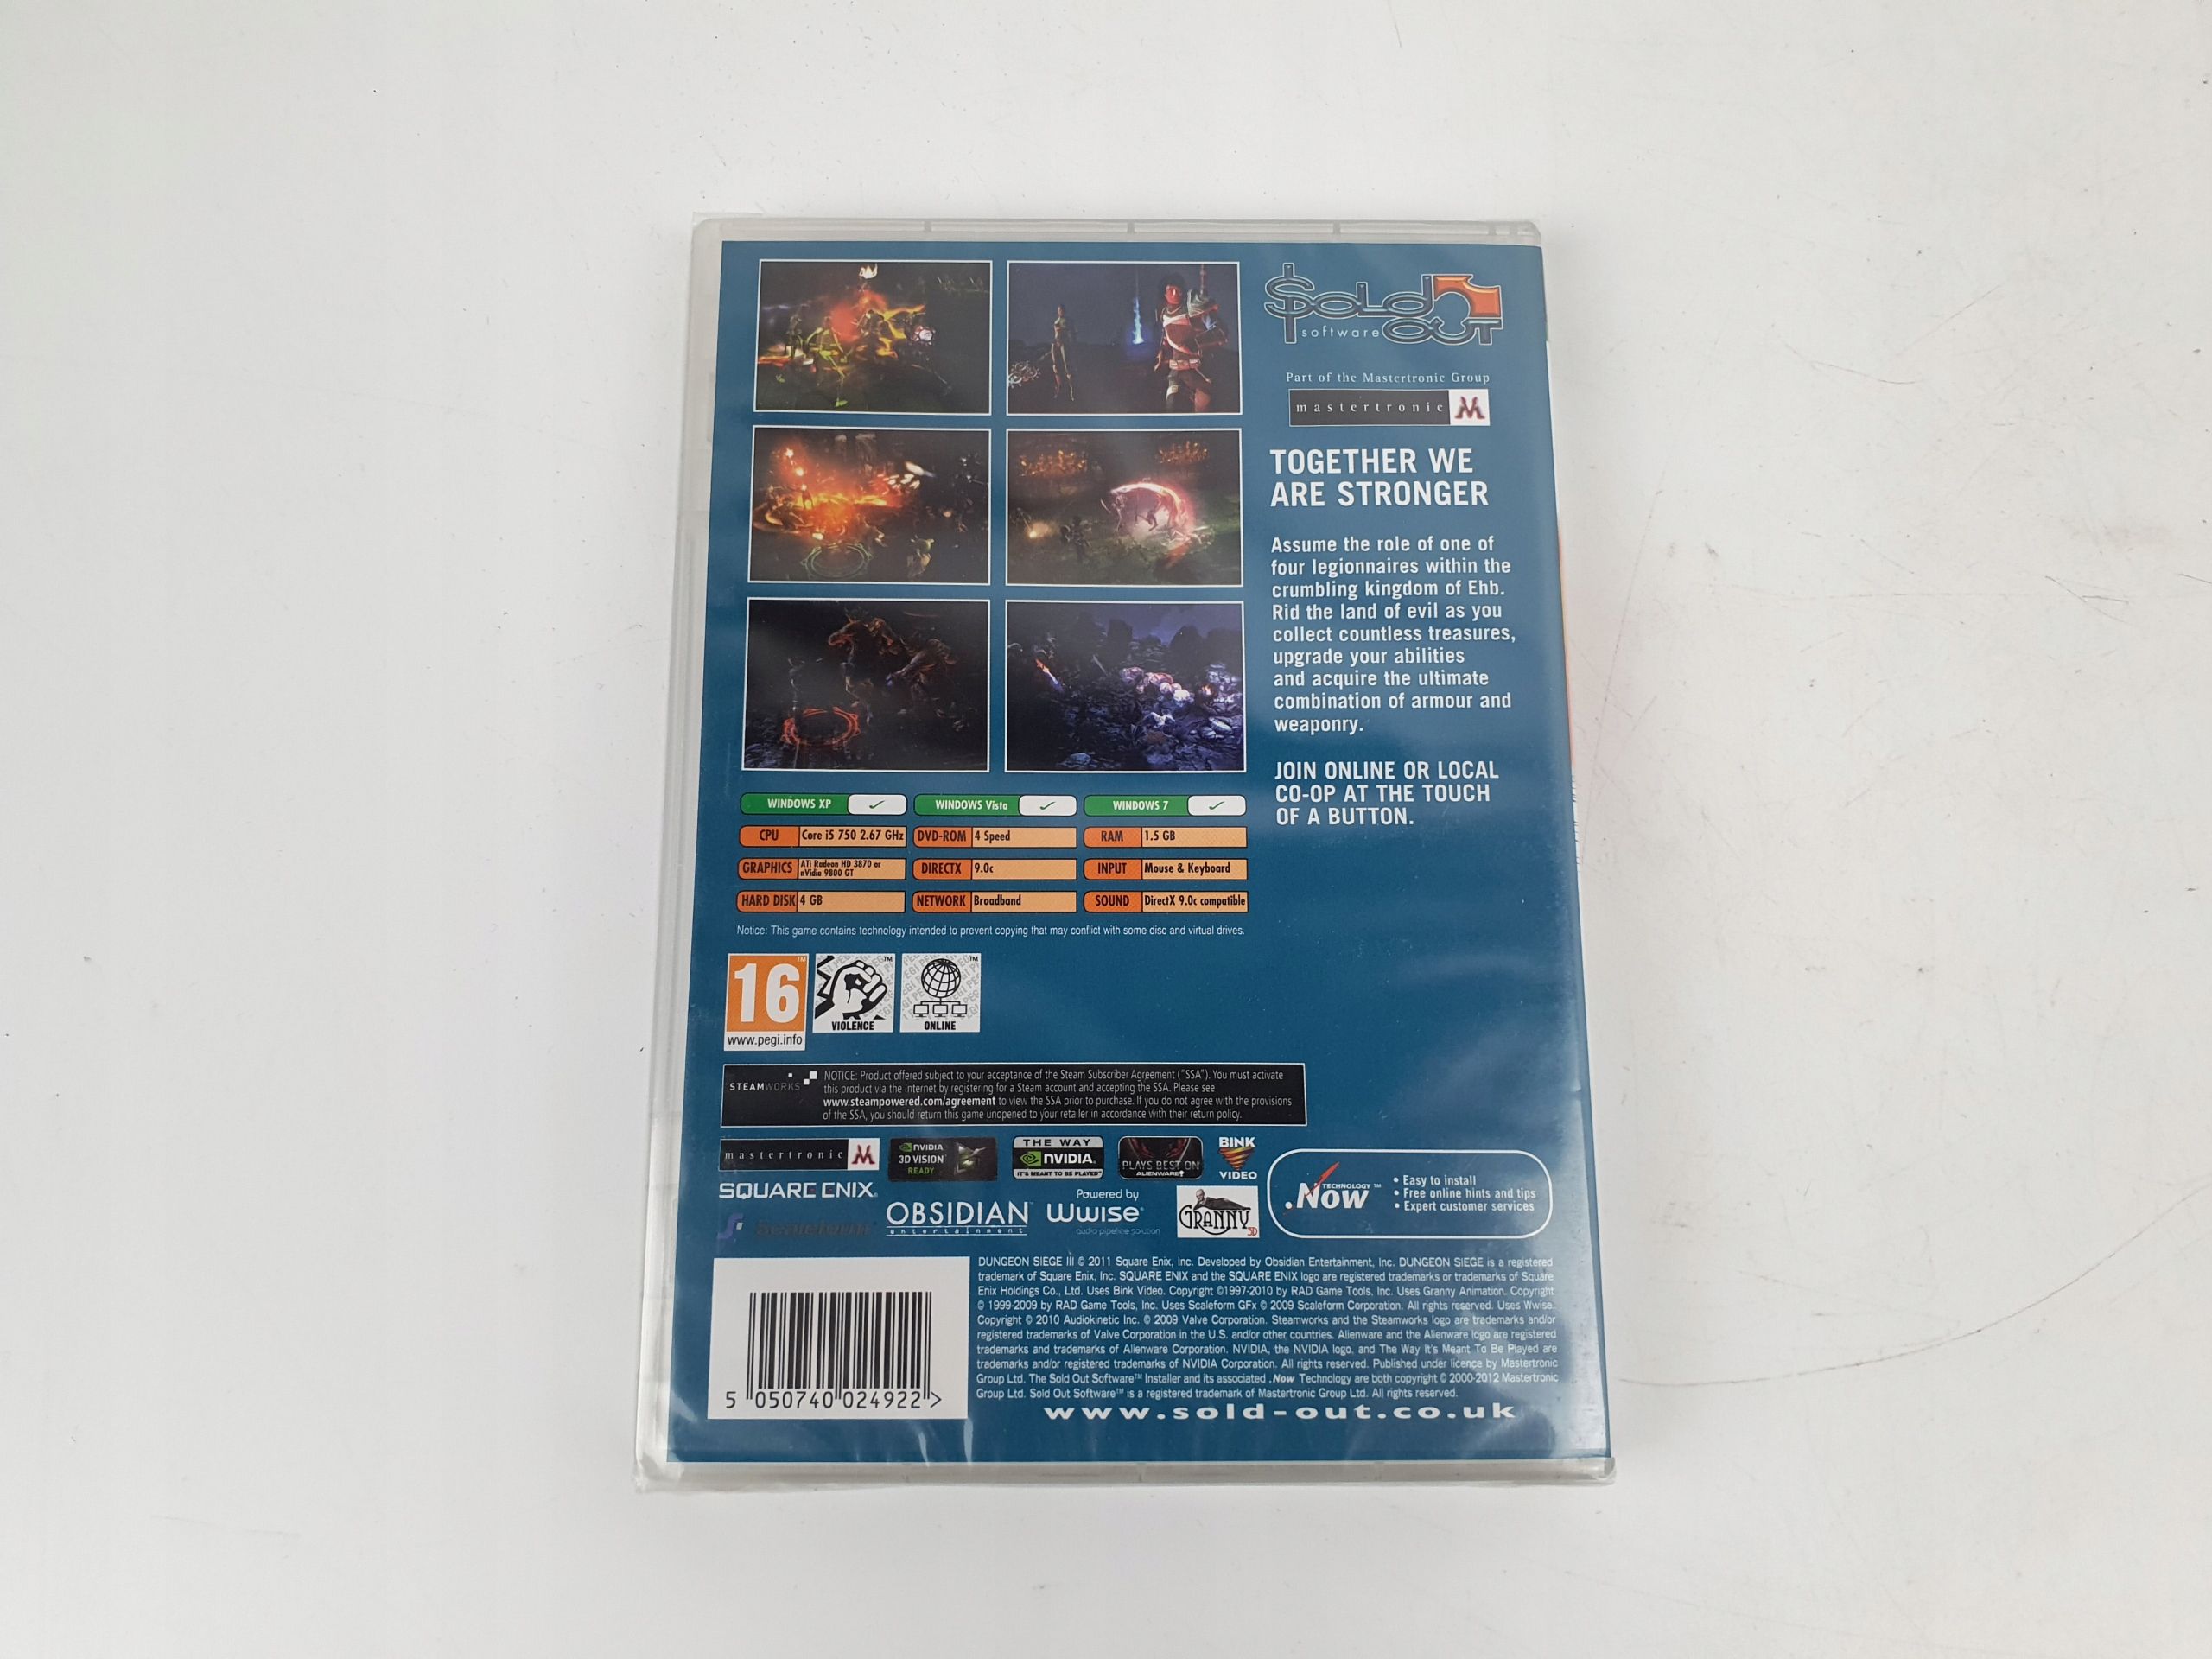 Sold Out
software
Part of the Mastertronic Group
mastertronic M
TOGETHER WE
ARE STRONGER
Assume the role of one of
four legionnaires within the
crumbling kingdom of Ehb.
Rid the land of evil as you
collect countless treasures,
upgrade your abilities
and acquire the ultimate
combination of armour and
weaponry.
JOIN ONLINE OR LOCAL
CO-OP AT THE TOUCH
OF A BUTTON.
WINDOWS XP WINDOWS Vista WINDOWS 7
CPU Core i5 750 2.67 GHz DVD-ROM 4 Speed RAM 1.5 GB
GRAPHICS ATi Radeon HD 3870 or
nVidia 9800 GT DIRECTX 9.0c INPUT Mouse & Keyboard
HARD DISK 4 GB NETWORK Broadband SOUND DirectX 9.0c compatible
Notice: This game contains technology intended to prevent copying that may conflict with some disc and virtual drives.
16
www.pegi.info
VIOLENCE
ONLINE
STEAMWORKS
NOTICE: Product offered subject to your acceptance of the Steam Subscriber Agreement ("SSA"). You must activate
this product via the Internet by registering for a Steam account and accepting the SSA. Please see
www.steampowered.com/agreement to view the SSA prior to purchase. If you do not agree with the provisions
of the SSA, you should return this game unopened to your retailer in accordance with their return policy.
mastertronic M
NVIDIA
3D VISION
READY
THE WAY
NVIDIA.
IT'S MEANT TO BE PLAYED
PLAYS BEST ON
ALIENWARE
BINK
VIDEO
SQUARE ENIX.
Scaleform
OBSIDIAN
entertainment
Powered by
Wwise
audio pipeline solution
GRANNY
3D
.Now TECHNOLOGY™
• Easy to install
• Free online hints and tips
• Expert customer services
DUNGEON SIEGE III © 2011 Square Enix, Inc. Developed by Obsidian Entertainment, Inc. DUNGEON SIEGE is a registered
trademark of Square Enix, Inc. SQUARE ENIX and the SQUARE ENIX logo are registered trademarks or trademarks of Square
Enix Holdings Co., Ltd. Uses Bink Video. Copyright ©1997-2010 by RAD Game Tools, Inc. Uses Granny Animation. Copyright
© 1999-2009 by RAD Game Tools, Inc. Uses Scaleform GFx © 2009 Scaleform Corporation. All rights reserved. Uses Wwise.
Copyright © 2010 Audiokinetic Inc. © 2009 Valve Corporation. Steamworks and the Steamworks logo are trademarks and/or
registered trademarks of Valve Corporation in the U.S. and/or other countries. Alienware and the Alienware logo are registered
trademarks and trademarks of Alienware Corporation. NVIDIA, the NVIDIA logo, and The Way It's Meant To Be Played are
trademarks and/or registered trademarks of NVIDIA Corporation. All rights reserved. Published under licence by Mastertronic
Group Ltd. The Sold Out Software™ Installer and its associated .Now Technology are both copyright © 2000-2012 Mastertronic
Group Ltd. Sold Out Software™ is a registered trademark of Mastertronic Group Ltd. All rights reserved.
www.sold-out.co.uk
5 050740 024922 >